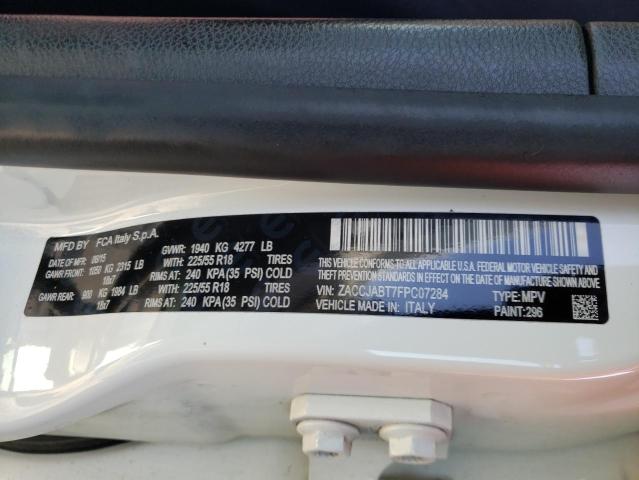 MFD BY FCA Italy S.p.A.
DATE OF MFR 06/15 GVWR: 1940 KG 4277 LB
GAWR FRONT: 1050 KG 2315 LB WITH: 225/55 R18 TIRES
18x7 RIMS AT: 240 KPA(35 PSI) COLD
GAWR REAR: 900 KG 1984 LB WITH: 225/55 R18 TIRES
18x7 RIMS AT: 240 KPA(35 PSI) COLD
THIS VEHICLE CONFORMS TO ALL APPLICABLE U.S.A. FEDERAL MOTOR VEHICLE SAFETY AND
THEFT PREVENTION STANDARDS IN EFFECT ON THE DATE OF MANUFACTURE SHOWN ABOVE.
VIN: ZACCJABT7FPC07284 TYPE: MPV
VEHICLE MADE IN: ITALY PAINT: 296